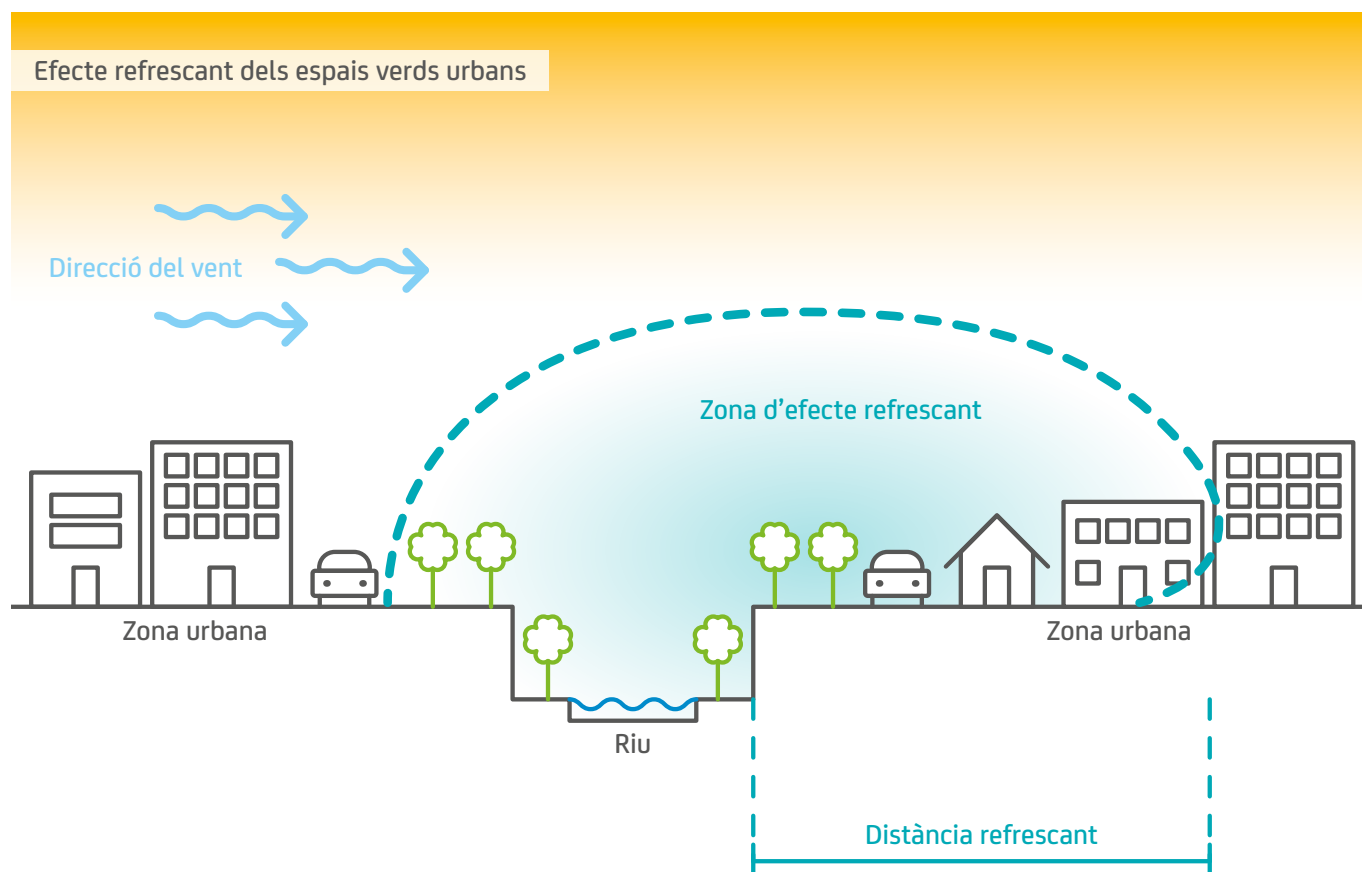 Efecte refrescant dels espais verds urbans
Direcció del vent
Zona d’efecte refrescant
Zona urbana
Zona urbana
Riu
Distància refrescant